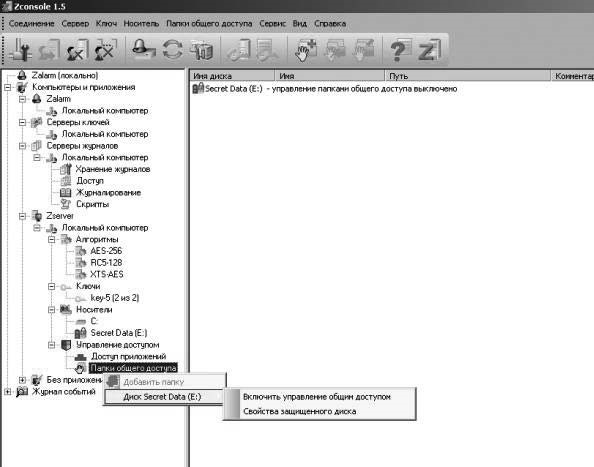 Zconsole 1.5
Соединение Сервер Ключ Носитель Папки общего доступа Сервис Вид Справка
Zalarm (локально)
Компьютеры и приложения
Zalarm
Локальный компьютер
Серверы ключей
Локальный компьютер
Серверы журналов
Локальный компьютер
Хранение журналов
Доступ
Журналирование
Скрипты
Zserver
Локальный компьютер
Алгоритмы
AES-256
RC5-128
XTS-AES
Ключи
key-5 (2 из 2)
Носители
C:
Secret Data (E:)
Управление доступом
Доступ приложений
Папки общего доступа
Без приложени
Журнал событий
Имя диска Имя Путь Комментар
Secret Data (E:) - управление папками общего доступа выключено
Добавить папку
Диск Secret Data (E:)
Включить управление общим доступом
Свойства защищенного диска